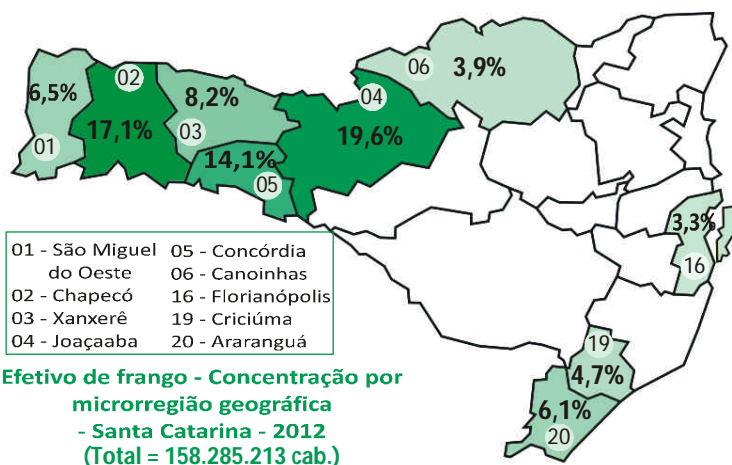 06
3,9%
02
6,5%
8,2%
04
17,1%
03
19,6%
01
14,1%
05
3,3%
16
01 - São Miguel
do Oeste
02 - Chapecó
03 - Xanxerê
04 - Joaçaaba
05 - Concórdia
06 - Canoinhas
16 - Florianópolis
19 - Criciúma
20 - Araranguá
19
4,7%
6,1%
20
Efetivo de frango - Concentração por
microrregião geográfica
- Santa Catarina - 2012
(Total = 158.285.213 cab.)